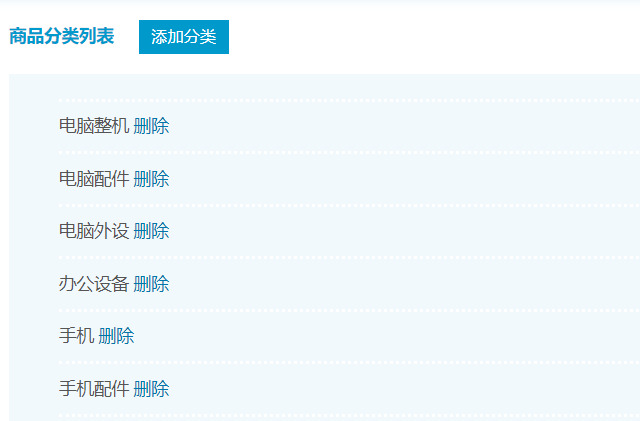 商品分类列表 添加分类
电脑整机 删除
电脑配件 删除
电脑外设 删除
办公设备 删除
手机 删除
手机配件 删除